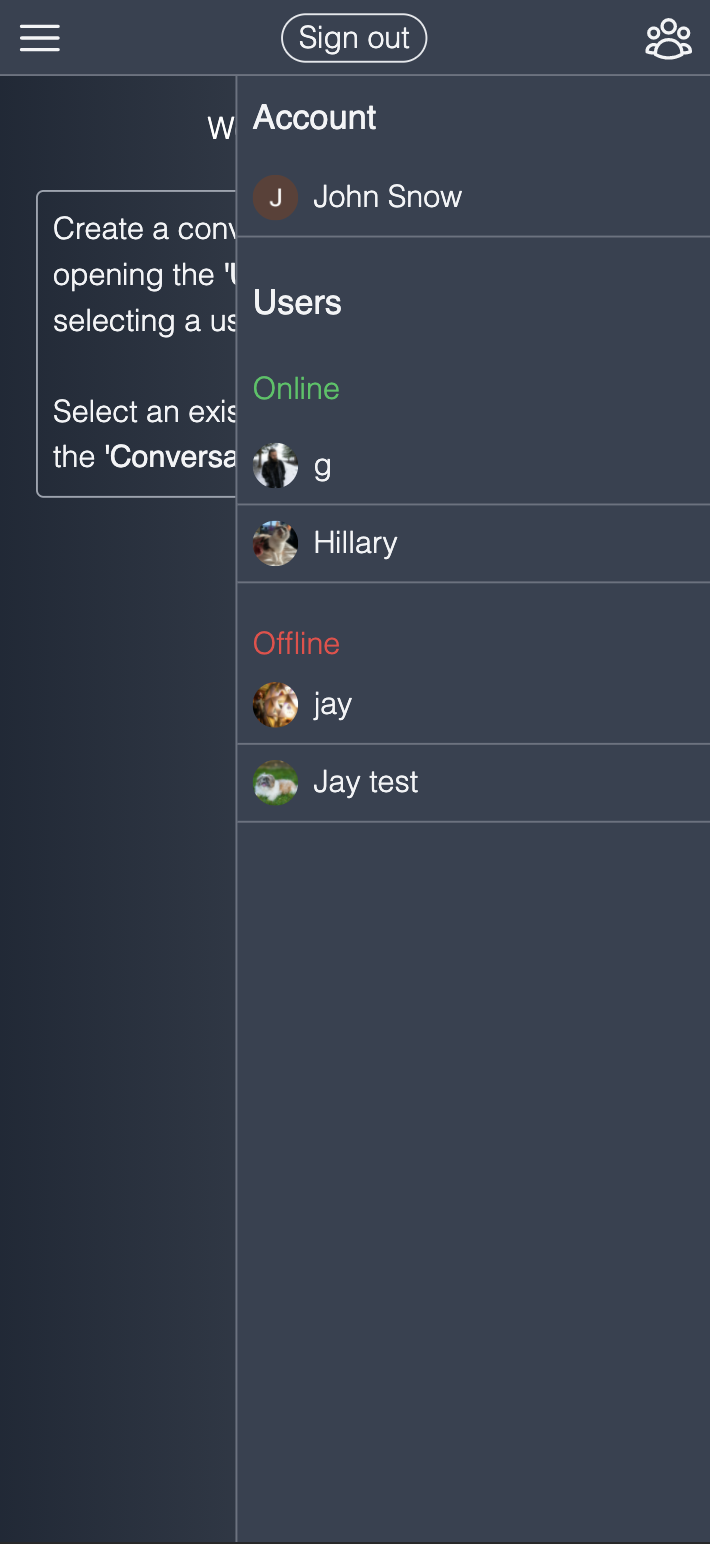 Sign out
W
Create a conv
opening the 'U
selecting a us
Select an exis
the 'Conversa
Account
J
John Snow
Users
Online
g
Hillary
Offline
jay
Jay test